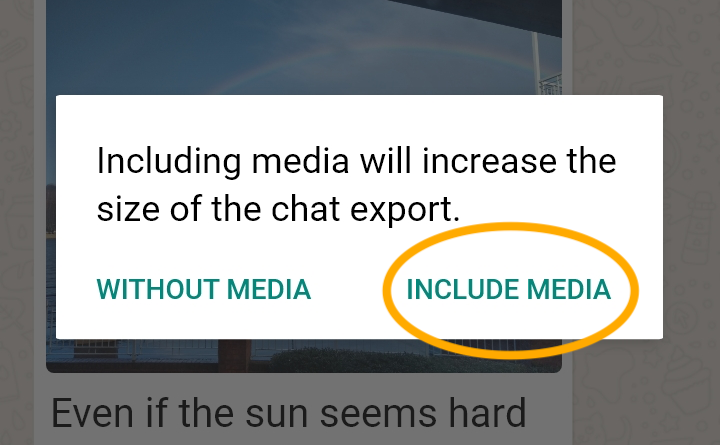 Including media will increase the
size of the chat export.
WITHOUT MEDIA
INCLUDE MEDIA
Even if the sun seems hard